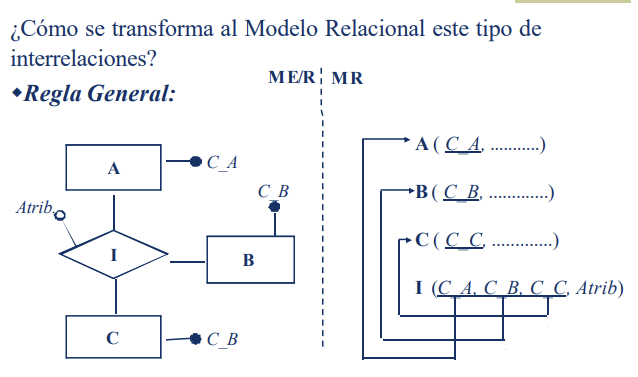 ¿Cómo se transforma al Modelo Relacional este tipo de
interrelaciones?
ME/R MR
◆Regla General:
A
C_A
C_B
Atrib.
I
B
C
C_B
A ( C_A, ...........)
B ( C_B, .............)
C ( C_C, .............)
I (C_A, C_B, C_C, Atrib)